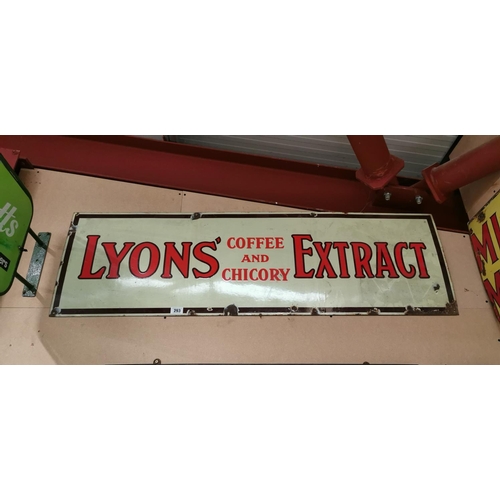 LYONS' COFFEE AND CHICORY EXTRACT